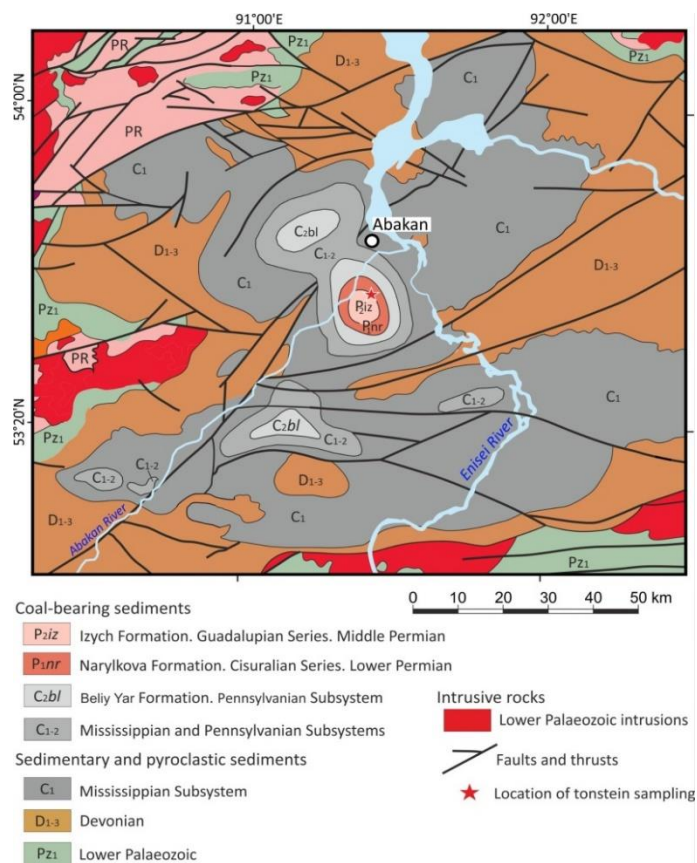 91°00'E
92°00'E
54°00'N
53°20'N
PR
Pz1
D1-3
C1
Pz1
PR
C1
Abakan
C2bl
C1-2
D1-3
C1
D1-3
P2iz
P1nr
Pz1
PR
C1-2
C1
Pz1
C2bl
C1-2
C1-2
C1-2
D1-3
Enisei River
D1-3
Abakan River
C1
Pz1
0 10 20 30 40 50 km
Coal-bearing sediments
P2iz Izych Formation. Guadalupian Series. Middle Permian
P1nr Narylkova Formation. Cisuralian Series. Lower Permian
C2bl Beliy Yar Formation. Pennsylvanian Subsystem
C1-2 Mississippian and Pennsylvanian Subsystems
Sedimentary and pyroclastic sediments
C1 Mississippian Subsystem
D1-3 Devonian
Pz1 Lower Palaeozoic
Intrusive rocks
Lower Palaeozoic intrusions
Faults and thrusts
Location of tonstein sampling